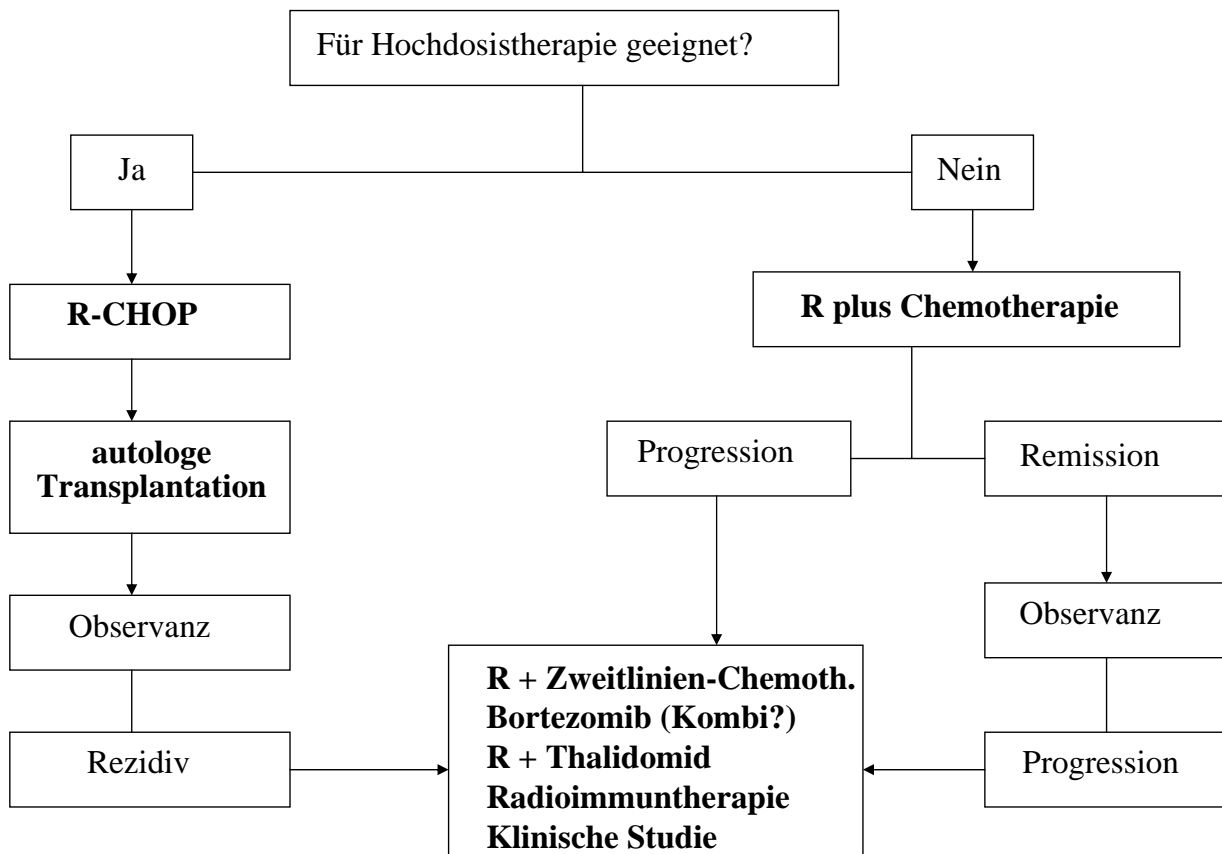 Für Hochdosistherapie geeignet?
Ja
Nein
R-CHOP
R plus Chemotherapie
autologe
Transplantation
Progression
Remission
Observanz
Observanz
R + Zweitlinien-Chemoth.
Bortezomib (Kombi?)
R + Thalidomid
Radioimmuntherapie
Klinische Studie
Rezidiv
Progression